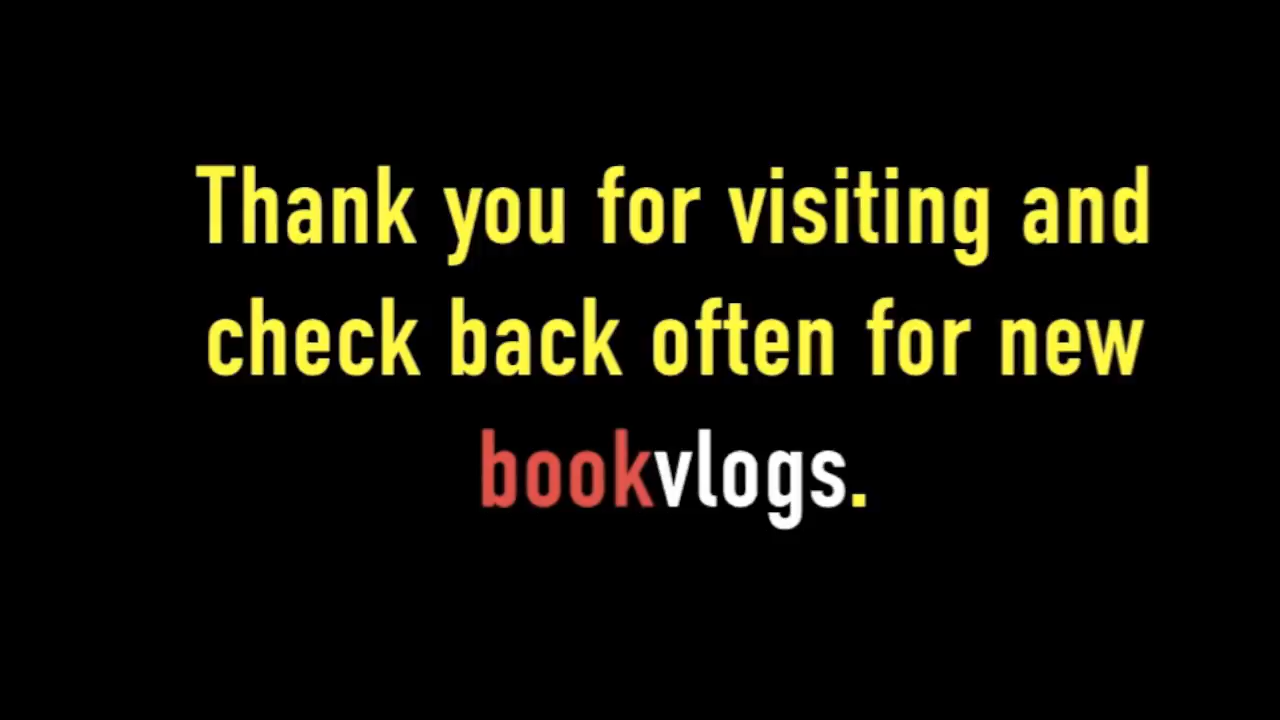 Thank you for visiting and
check back often for new
bookvlogs.